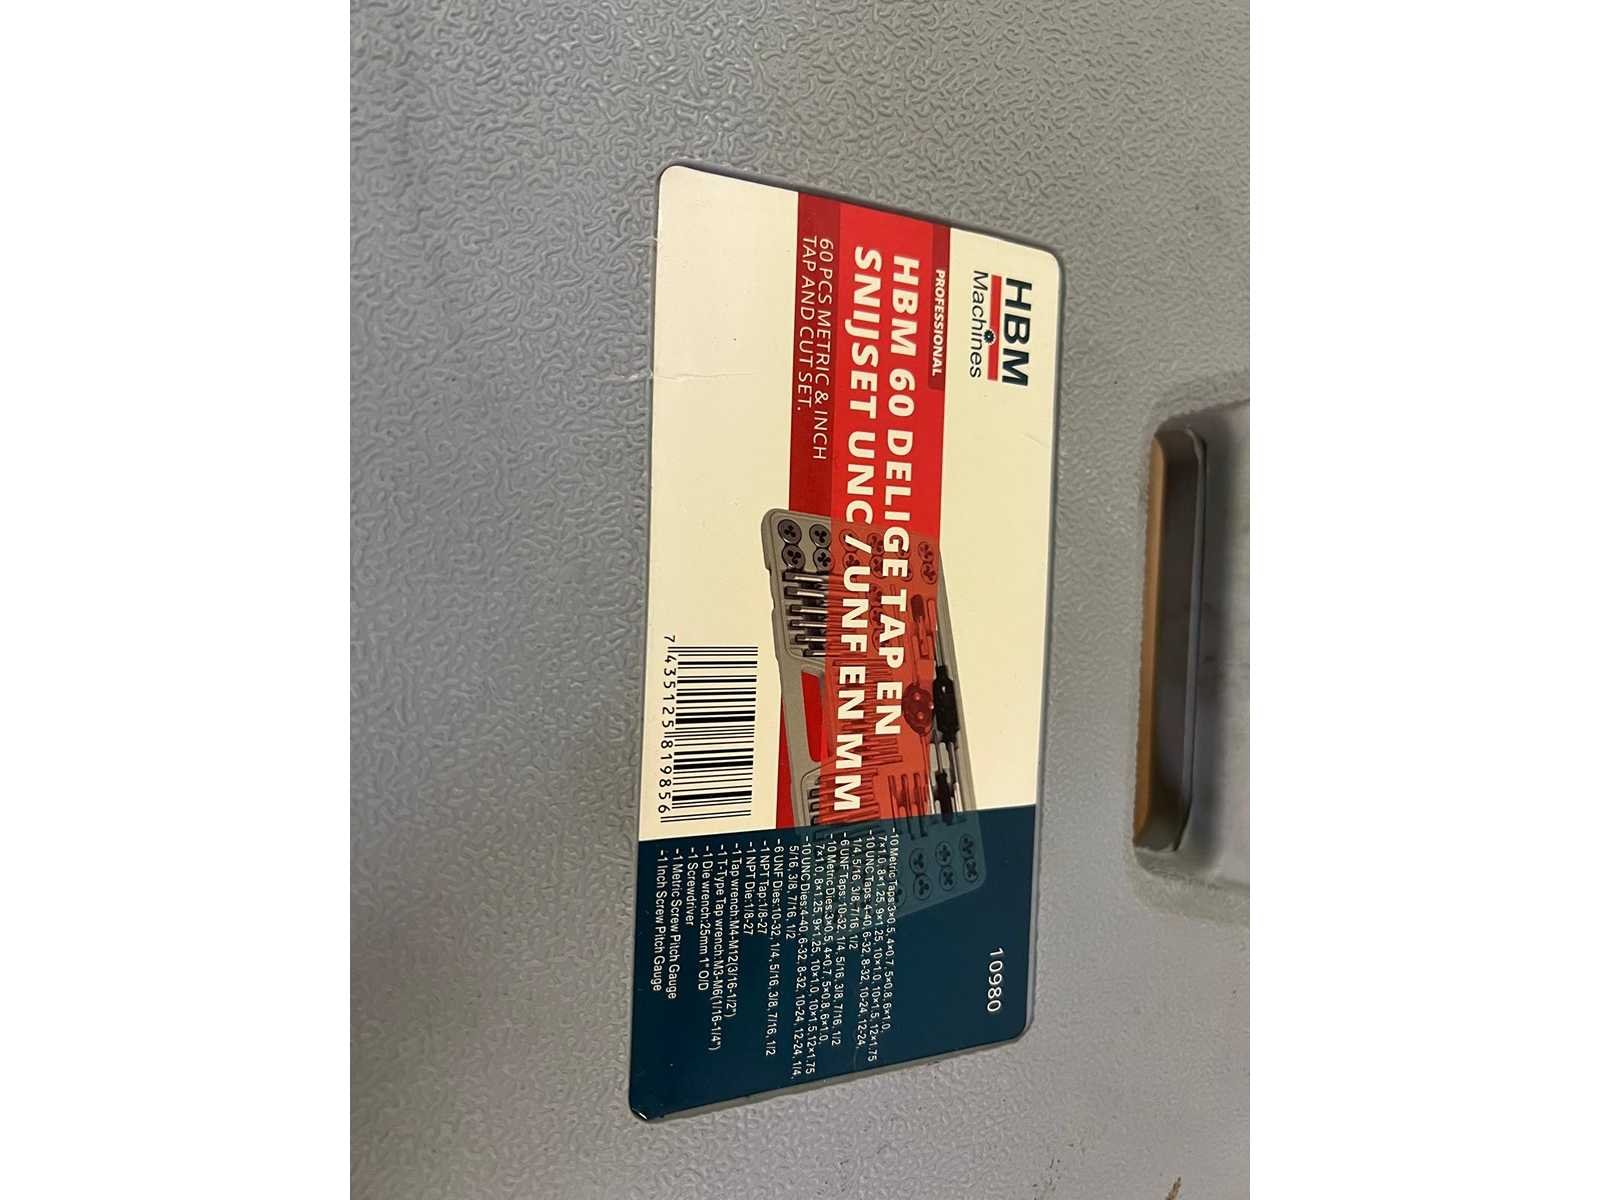 HBM
Machines
PROFESSIONAL
HBM 60 DELIGE TAP EN
SNIJSET UNC/UNF EN MM
60 PCS METRIC & INCH
TAP AND CUT SET.
7 435125 819856
10980
-10 Metric Taps:3×0.5, 4×0.7, 5×0.8, 6×1.0,
7×1.0, 8×1.25, 9×1.25, 10×1.0, 10×1.5, 12×1.75
-10 UNC Taps: 4-40, 6-32, 8-32, 10-24, 12-24,
1/4, 5/16, 3/8, 7/16, 1/2
-6 UNF Taps: 10-32, 1/4, 5/16, 3/8, 7/16, 1/2
-10 Metric Dies:3×0.5, 4×0.7, 5×0.8, 6×1.0,
7×1.0, 8×1.25, 9×1.25, 10×1.0, 10×1.5,12×1.75
-10 UNC Dies:4-40, 6-32, 8-32, 10-24, 12-24, 1/4,
5/16, 3/8, 7/16, 1/2
-6 UNF Dies:10-32, 1/4, 5/16, 3/8, 7/16, 1/2
-1 NPT Tap:1/8-27
-1 NPT Die:1/8-27
-1 Tap wrench:M4-M12(3/16-1/2")
-1 T-Type Tap wrench:M3-M6(1/16-1/4")
-1 Die wrench:25mm 1" O/D
-1 Screwdriver
-1 Metric Screw Pitch Gauge
-1 Inch Screw Pitch Gauge